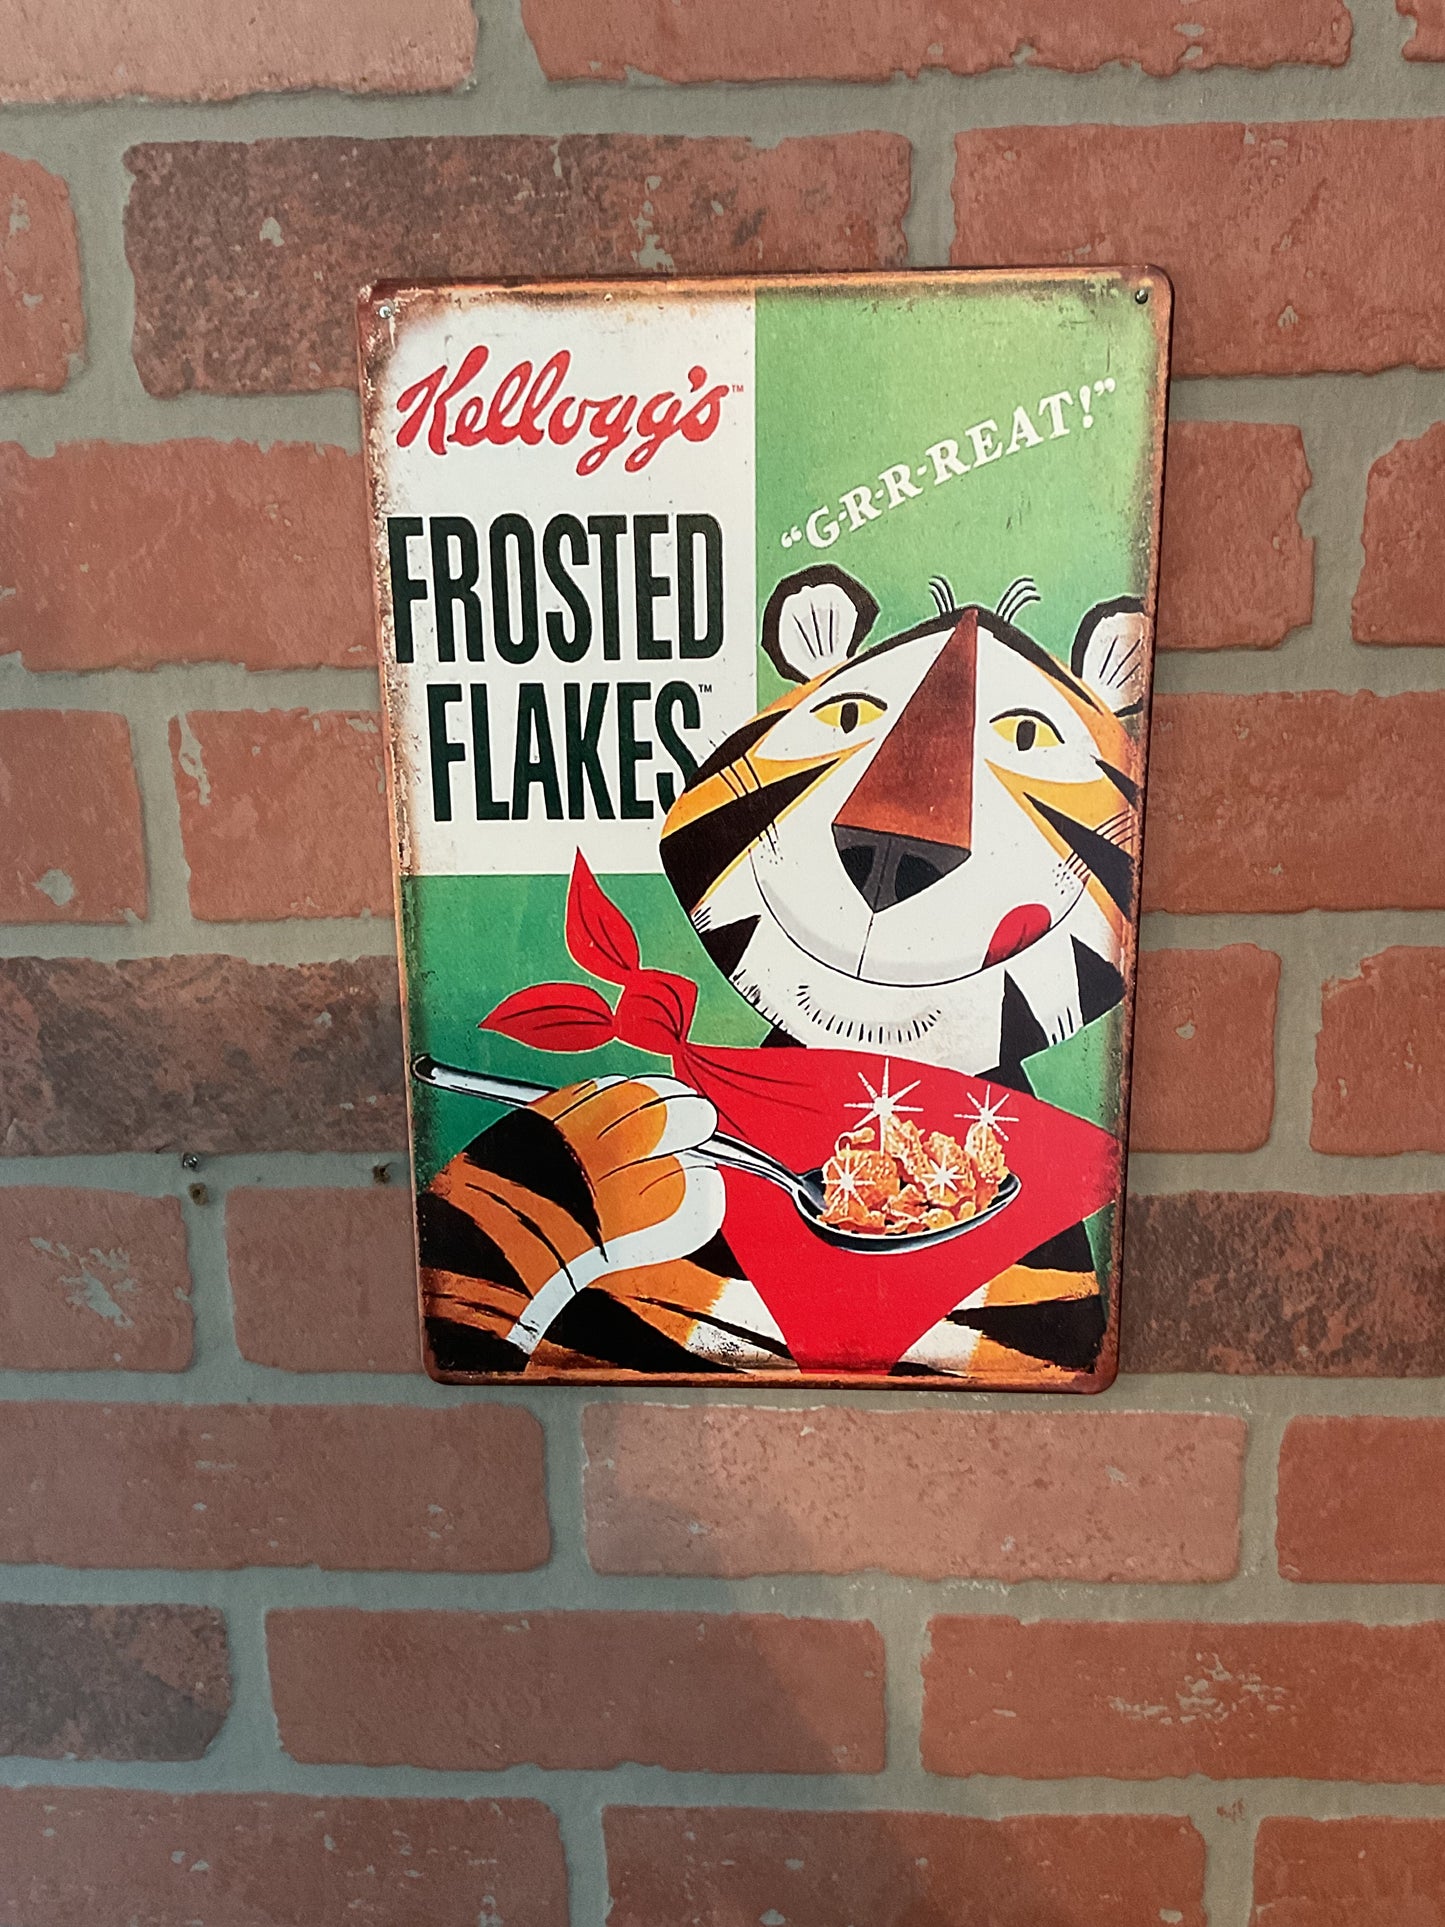 Kellogg's™
"G-R-R-REAT!"
FROSTED
FLAKES™